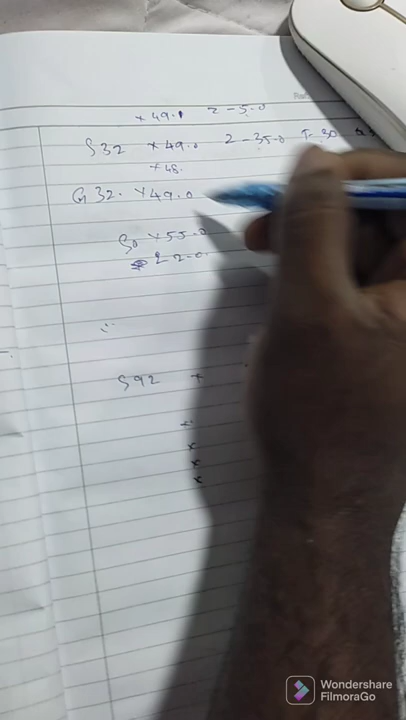 x 49.0 Z - 5.0
G32 x 49.0 Z - 35.0 F. 30
x 48.
G32. x 49.0
G0 x 55.0
Z 2.0.
G92 x
x
x
x
x
Wondershare
FilmoraGo